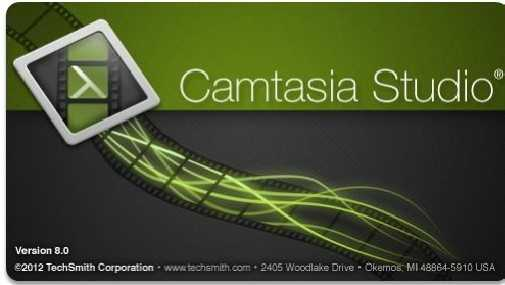 Camtasia Studio®
Version 8.0
©2012 TechSmith Corporation • www.techsmith.com • 2405 Woodlake Drive • Okemos, MI 48864-5910 USA